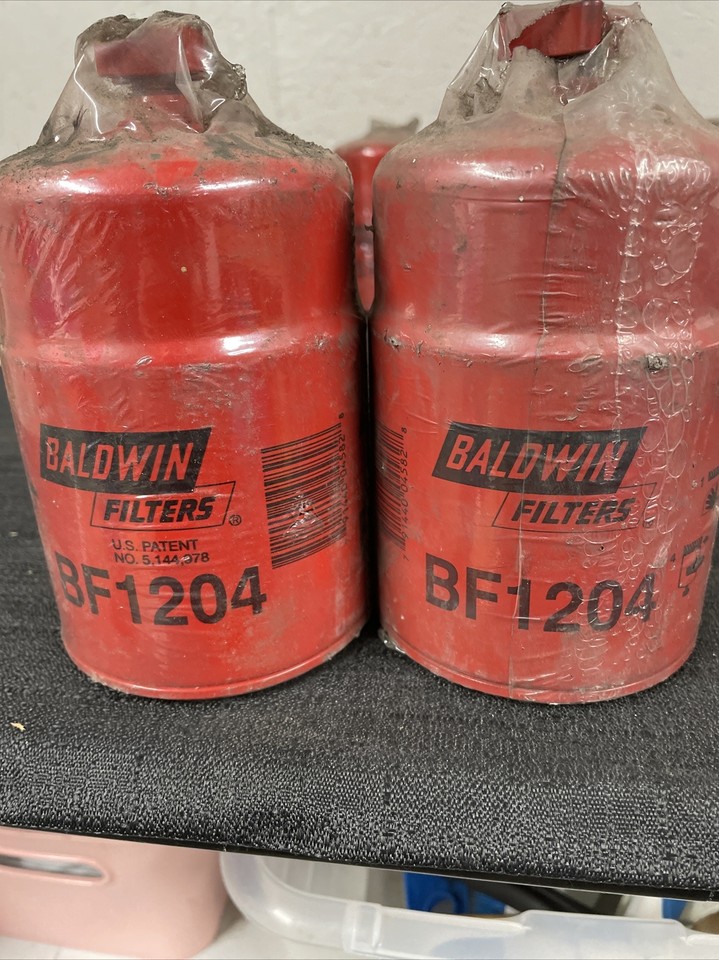 BALDWIN
FILTERS ®
U.S. PATENT
NO. 5,144,978
BF1204
BALDWIN
FILTERS
BF1204